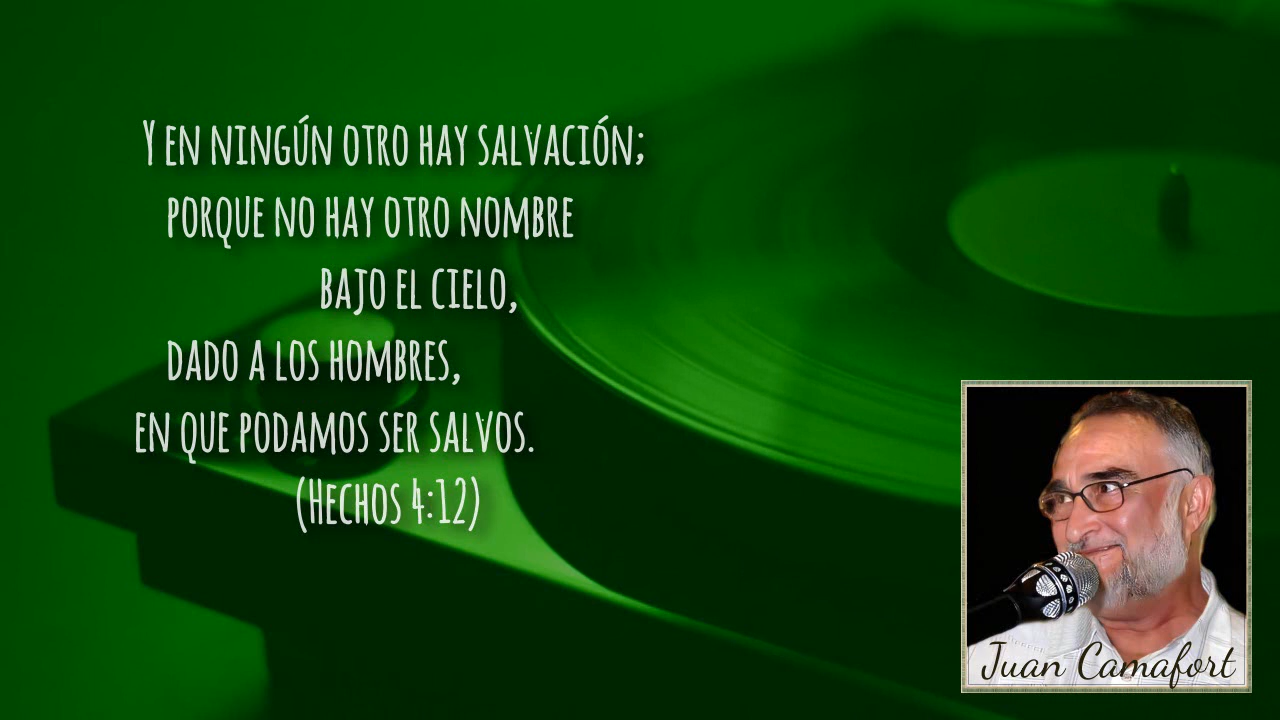 Y en ningún otro hay salvación;
porque no hay otro nombre
bajo el cielo,
dado a los hombres,
en que podamos ser salvos.
(Hechos 4:12)
Juan Camafort